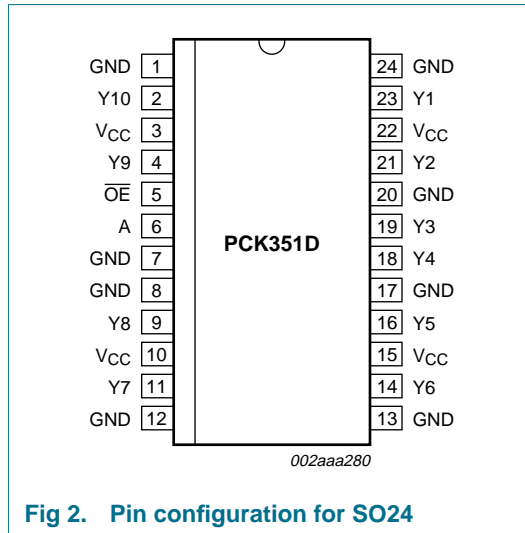 GND 1 24 GND
Y10 2 23 Y1
VCC 3 22 VCC
Y9 4 21 Y2
O̅E̅ 5 20 GND
A 6 19 Y3
PCK351D
GND 7 18 Y4
GND 8 17 GND
Y8 9 16 Y5
VCC 10 15 VCC
Y7 11 14 Y6
GND 12 13 GND
002aaa280
Fig 2. Pin configuration for SO24